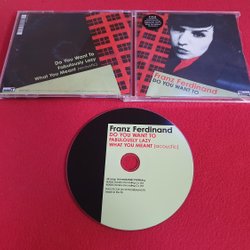 Do You Want To
Fabulously Lazy
What You Meant (acoustic)
Franz Ferdinand
DO YOU WANT TO
Franz Ferdinand
DO YOU WANT TO
FABULOUSLY LAZY
WHAT YOU MEANT (acoustic)